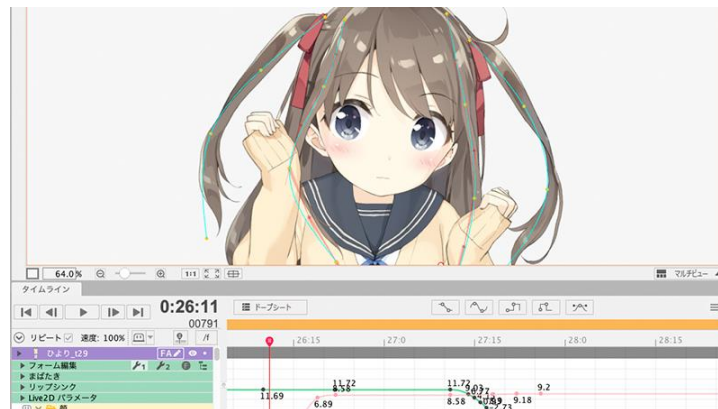 64.0%
1:1
マルチビュー
タイムライン
0:26:11
00791
ドープシート
リピート 速度: 100%
/f
26:15
27:0
27:15
28:0
28:15
ひより_t29
FA
フォーム編集
まばたき
リップシンク
Live2D パラメータ
11.69
11.72
8.58
6.89
11.72
8.58
9.18
9.2